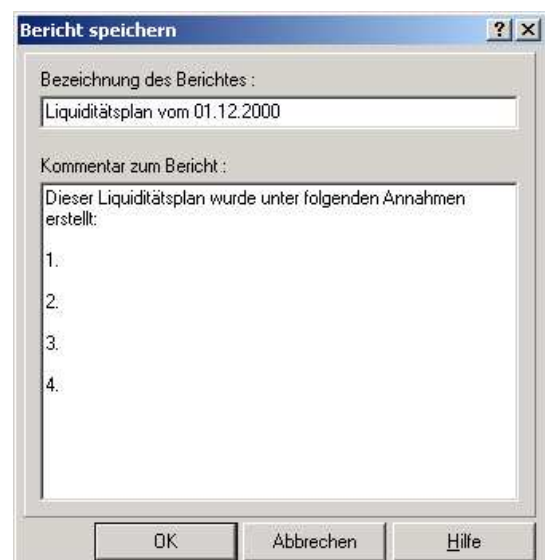 Bericht speichern
Bezeichnung des Berichtes :
Liquiditätsplan vom 01.12.2000
Kommentar zum Bericht :
Dieser Liquiditätsplan wurde unter folgenden Annahmen
erstellt:
1.
2.
3.
4.
OK Abbrechen Hilfe